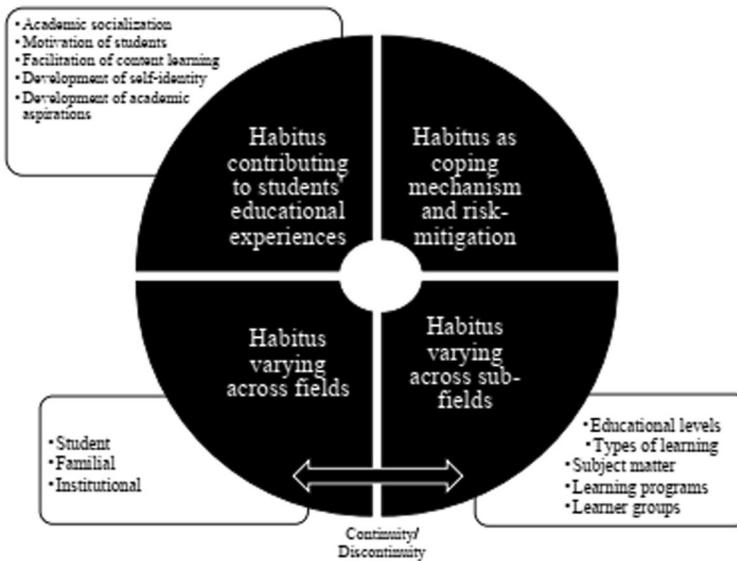 •Academic socialization
•Motivation of students
•Facilitation of content learning
•Development of self-identity
•Development of academic
aspirations
Habitus
contributing
to students'
educational
experiences
Habitus as
coping
mechanism
and risk-
mitigation
Habitus
varying
across fields
Habitus
varying
across sub-
fields
•Student
•Familial
•Institutional
•Educational levels
•Types of learning
•Subject matter
•Learning programs
•Learner groups
Continuity/
Discontinuity